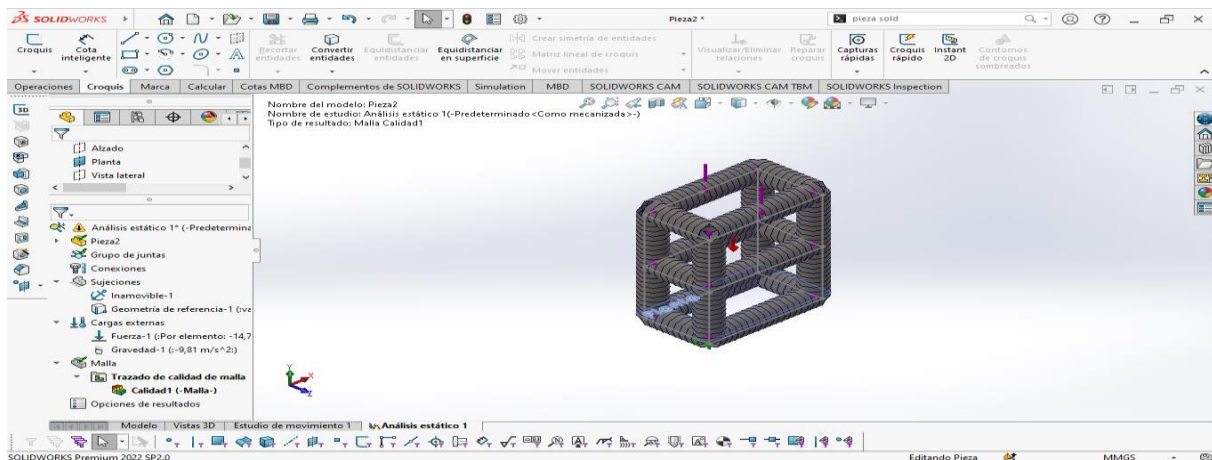 SOLIDWORKS
Pieza2 *
pieza sold
Croquis
Cota inteligente
Recortar entidades
Convertir entidades
Equidistanciar entidades
Equidistanciar en superficie
Crear simetría de entidades
Matriz lineal de croquis
Mover entidades
Visualizar/Eliminar relaciones
Reparar croquis
Capturas rápidas
Croquis rápido
Instant 2D
Contornos de croquis sombreados
Operaciones Croquis Marca Calcular Cotas MBD Complementos de SOLIDWORKS Simulation MBD SOLIDWORKS CAM SOLIDWORKS CAM TBM SOLIDWORKS Inspection
Nombre del modelo: Pieza2
Nombre de estudio: Análisis estático 1(-Predeterminado<Como mecanizada>-)
Tipo de resultado: Malla Calidad1
Alzado
Planta
Vista lateral
Análisis estático 1* (-Predetermina
Pieza2
Grupo de juntas
Conexiones
Sujeciones
Inamovible-1
Geometría de referencia-1 (:va
Cargas externas
Fuerza-1 (:Por elemento: -14,7
Gravedad-1 (:-9,81 m/s^2:)
Malla
Trazado de calidad de malla
Calidad1 (-Malla-)
Opciones de resultados
Modelo Vistas 3D Estudio de movimiento 1 Análisis estático 1
SOLIDWORKS Premium 2022 SP2.0
Editando Pieza
MMGS